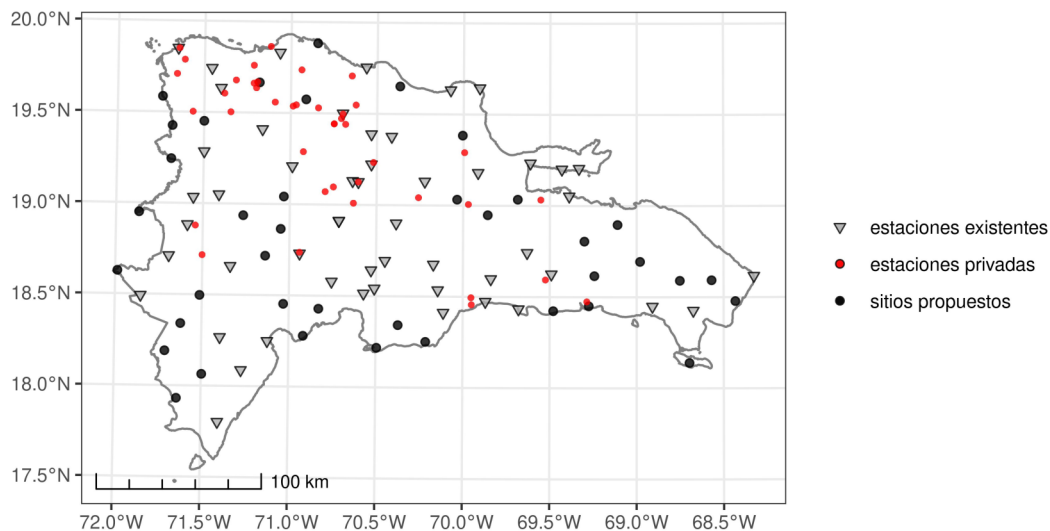 20.0°N
19.5°N
19.0°N
18.5°N
18.0°N
17.5°N
100 km
72.0°W 71.5°W 71.0°W 70.5°W 70.0°W 69.5°W 69.0°W 68.5°W
estaciones existentes
estaciones privadas
sitios propuestos